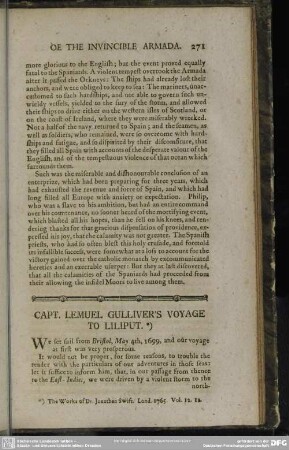 OF THE INVINCIBLE ARMADA. 271
more glorious to the English; but the event proved equally
fatal to the Spaniards. A violent tempest overtook the Armada
after it passed the Orkneys: The ships had already lost their
anchors, and were obliged to keep to sea: The mariners, unac-
customed to such hardships, and not able to govern such un-
wieldy vessels, yielded to the fury of the storm, and allowed
their ships to drive either on the western isles of Scotland, or
on the coast of Ireland, where they were miserably wrecked.
Not a half of the navy returned to Spain; and the seamen, as
well as soldiers, who remained, were so overcome with hard-
ships and fatigue, and so dispirited by their discomfiture, that
they filled all Spain with accounts of the desperate valour of the
English, and of the tempestuous violence of that ocean which
surrounds them.
Such was the miserable and dishonourable conclusion of an
enterprize, which had been preparing for three years, which
had exhausted the revenue and force of Spain, and which had
long filled all Europe with anxiety or expectation. Philip,
who was a slave to his ambition, but had an entire command
over his countenance, no sooner heard of the mortifying event,
which blasted all his hopes, than he fell on his knees, and ren-
dering thanks for that gracious dispensation of providence, ex-
pressed his joy, that the calamity was not greater. The Spanish
priests, who had so often blest this holy crusade, and foretold
its infallible success, were somewhat at a loss to account for the
victory gained over the catholic monarch by excommunicated
heretics and an execrable usurper: But they at last discovered,
that all the calamities of the Spaniards had proceeded from
their allowing the infidel Moors to live among them.
CAPT. LEMUEL GULLIVER'S VOYAGE
TO LILIPUT. *)
We set sail from Bristol, May 4th, 1699, and our voyage
at first was very prosperous.
It would not be proper, for some reasons, to trouble the
reader with the particulars of our adventures in those seas:
let it suffice to inform him, that, in our passage from thence
to the East-Indies, we were driven by a violent storm to the
north-
*) The Works of Dr. Jonathan Swift. Lond. 1765 Vol. 12. 12.